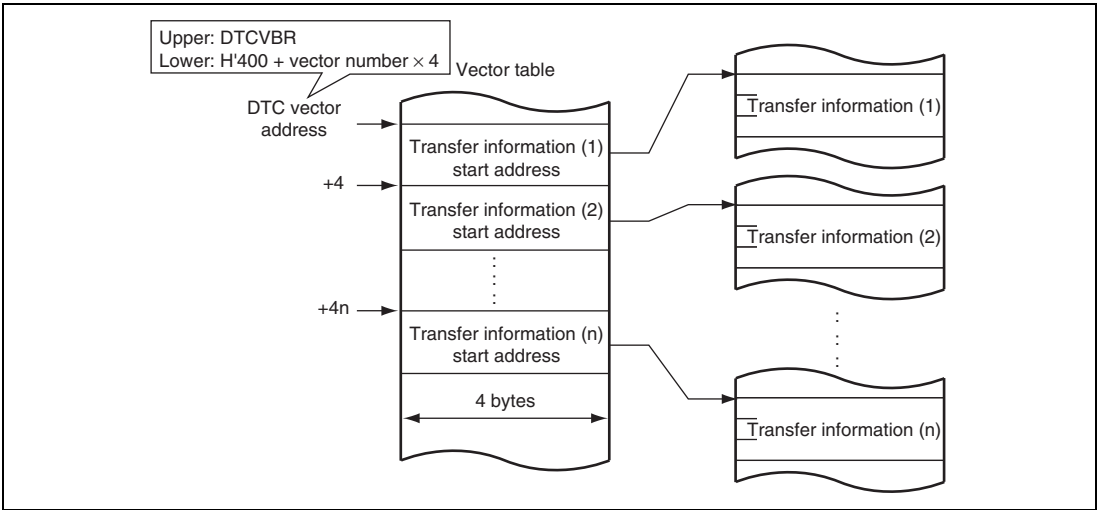 Upper: DTCVBR
Lower: H'400 + vector number × 4
Vector table
DTC vector
address
Transfer information (1)
start address
+4
Transfer information (2)
start address
+4n
Transfer information (n)
start address
4 bytes
Transfer information (1)
Transfer information (2)
Transfer information (n)